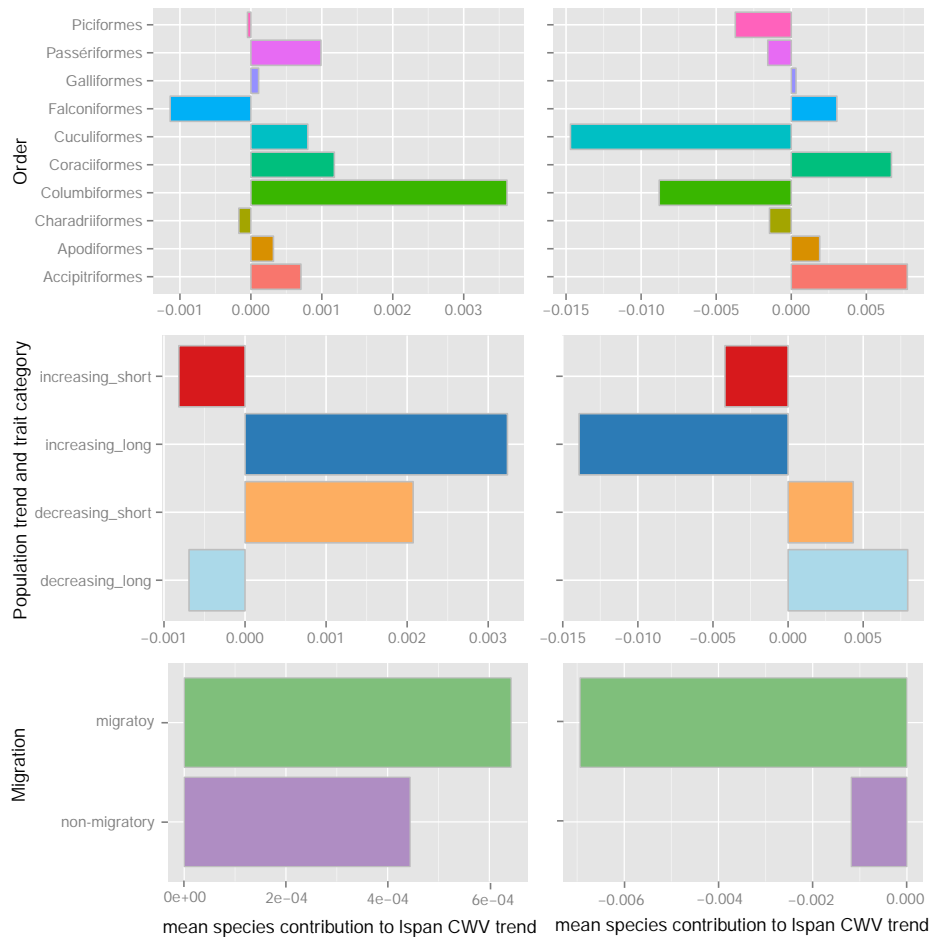 Order
Piciformes
Passériformes
Galliformes
Falconiformes
Cuculiformes
Coraciiformes
Columbiformes
Charadriiformes
Apodiformes
Accipitriformes
−0.001 0.000 0.001 0.002 0.003
−0.015 −0.010 −0.005 0.000 0.005
Population trend and trait category
increasing_short
increasing_long
decreasing_short
decreasing_long
−0.001 0.000 0.001 0.002 0.003
−0.015 −0.010 −0.005 0.000 0.005
Migration
migratoy
non-migratory
0e+00 2e−04 4e−04 6e−04
−0.006 −0.004 −0.002 0.000
mean species contribution to lspan CWV trend
mean species contribution to lspan CWV trend